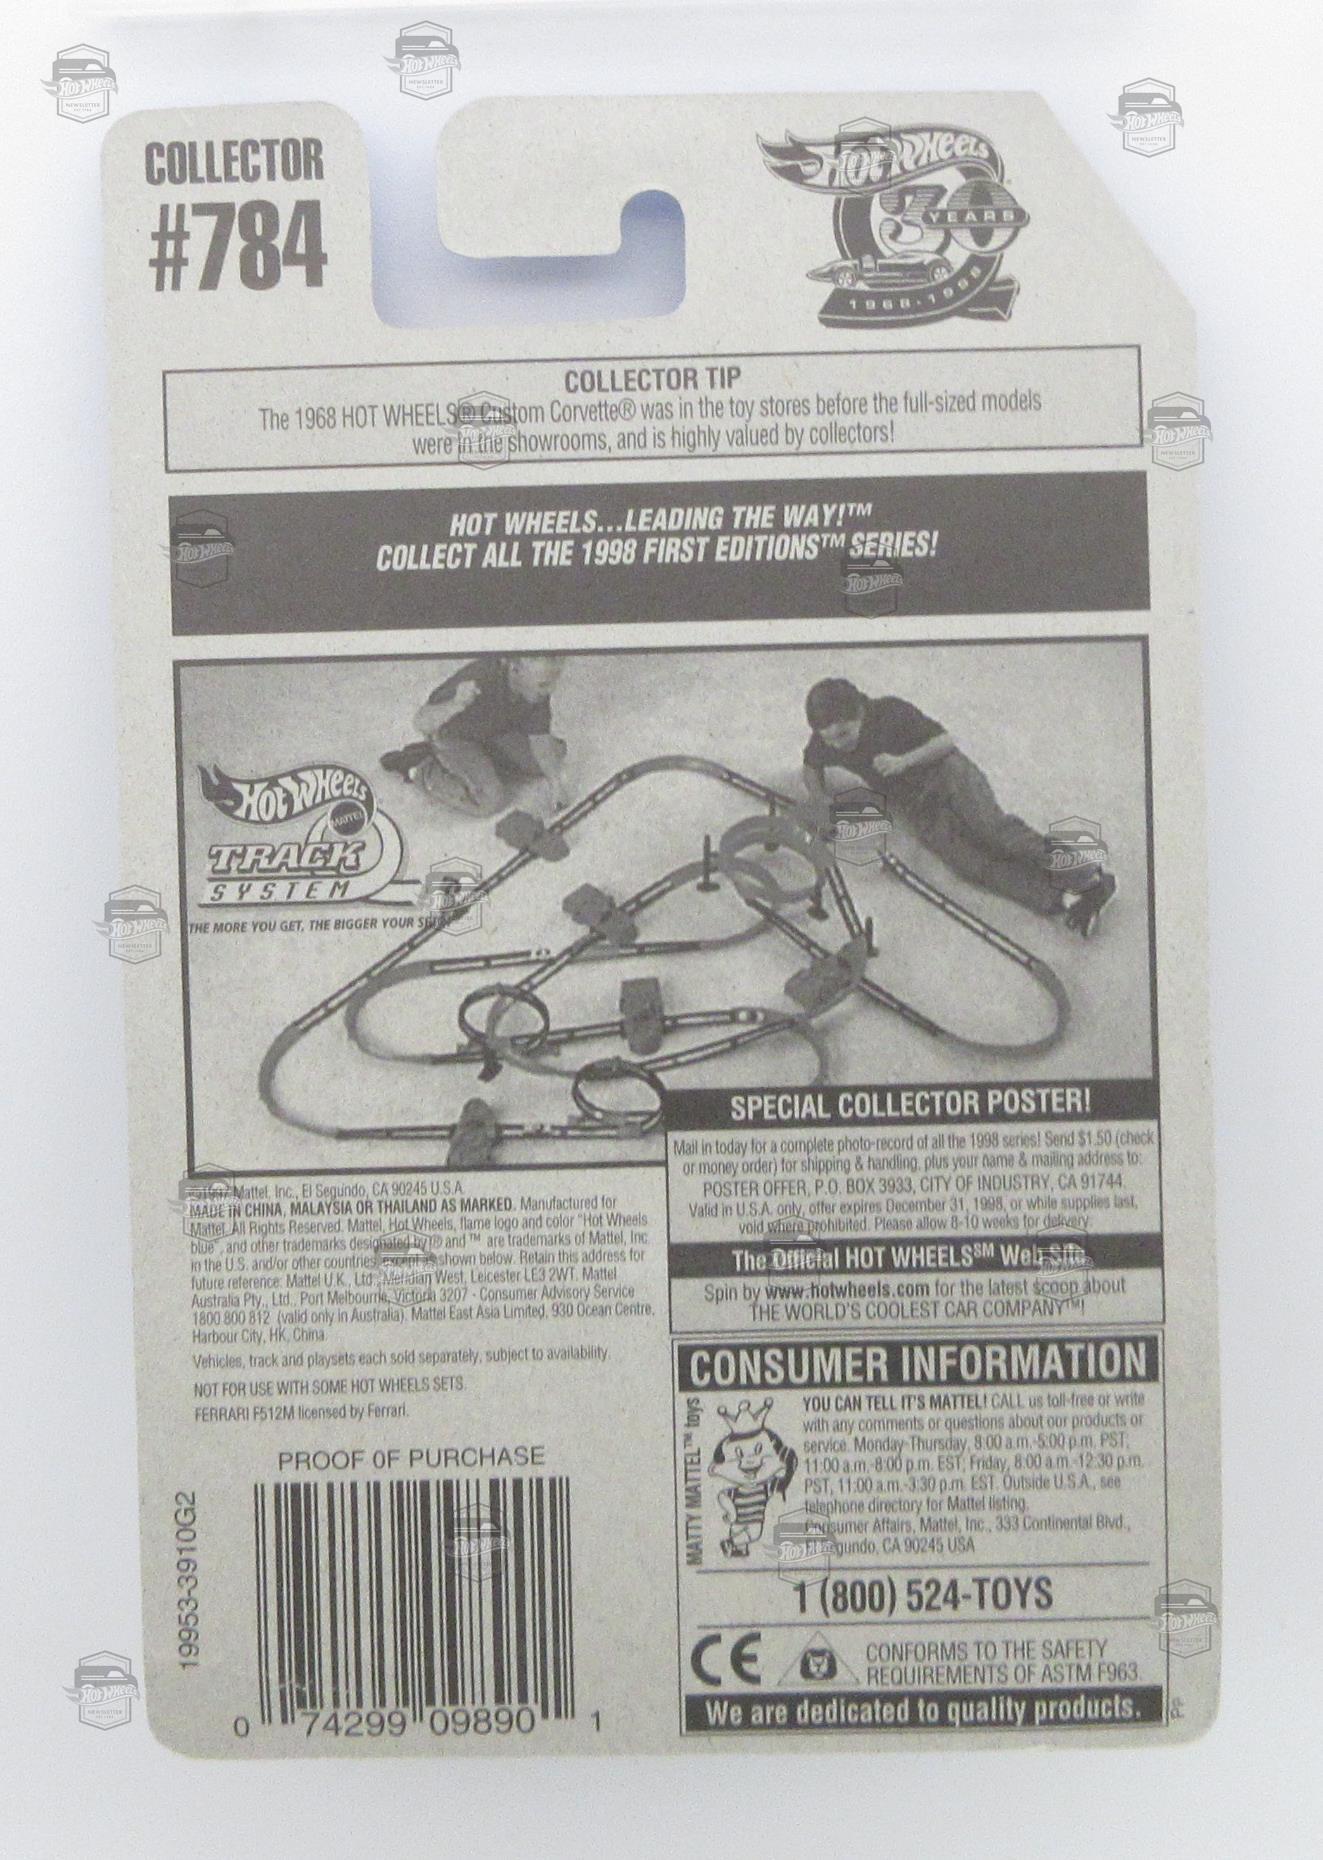 COLLECTOR
#784
Hot Wheels
30
YEARS
1968-1998
COLLECTOR TIP
The 1968 HOT WHEELS® Custom Corvette® was in the toy stores before the full-sized models
were in the showrooms, and is highly valued by collectors!
HOT WHEELS...LEADING THE WAY!™
COLLECT ALL THE 1998 FIRST EDITIONS™ SERIES!
Hot Wheels
MATTEL
TRACK
SYSTEM
THE MORE YOU GET, THE BIGGER YOUR
SPECIAL COLLECTOR POSTER!
Mail in today for a complete photo-record of all the 1998 series! Send $1.50 (check
or money order) for shipping & handling, plus your name & mailing address to:
POSTER OFFER, P.O. BOX 3933, CITY OF INDUSTRY, CA 91744.
Valid in U.S.A. only, offer expires December 31, 1998, or while supplies last,
void where prohibited. Please allow 8-10 weeks for delivery.
The Official HOT WHEELS℠ Web Site
Spin by www.hotwheels.com for the latest scoop about
THE WORLD'S COOLEST CAR COMPANY™!
©1997 Mattel, Inc., El Segundo, CA 90245 U.S.A.
MADE IN CHINA, MALAYSIA OR THAILAND AS MARKED. Manufactured for
Mattel. All Rights Reserved. Mattel, Hot Wheels, flame logo and color "Hot Wheels
blue", and other trademarks designated by ® and ™ are trademarks of Mattel, Inc.
in the U.S. and/or other countries, except as shown below. Retain this address for
future reference: Mattel U.K., Ltd., Meridian West, Leicester LE3 2WT. Mattel
Australia Pty., Ltd., Port Melbourne, Victoria 3207 - Consumer Advisory Service
1800 800 812 (valid only in Australia). Mattel East Asia Limited, 930 Ocean Centre,
Harbour City, HK, China.
Vehicles, track and playsets each sold separately, subject to availability.
NOT FOR USE WITH SOME HOT WHEELS SETS.
FERRARI F512M licensed by Ferrari.
CONSUMER INFORMATION
MATTY MATTEL™ toys
YOU CAN TELL IT'S MATTEL! CALL us toll-free or write
with any comments or questions about our products or
service. Monday-Thursday, 8:00 a.m.-5:00 p.m. PST;
11:00 a.m.-8:00 p.m. EST; Friday, 8:00 a.m.-12:30 p.m.
PST, 11:00 a.m.-3:30 p.m. EST. Outside U.S.A., see
telephone directory for Mattel listing.
Consumer Affairs, Mattel, Inc., 333 Continental Blvd.,
El Segundo, CA 90245 USA
1 (800) 524-TOYS
CE
CONFORMS TO THE SAFETY
REQUIREMENTS OF ASTM F963.
We are dedicated to quality products.
PROOF OF PURCHASE
19953-3910G2
0 74299 09890 1